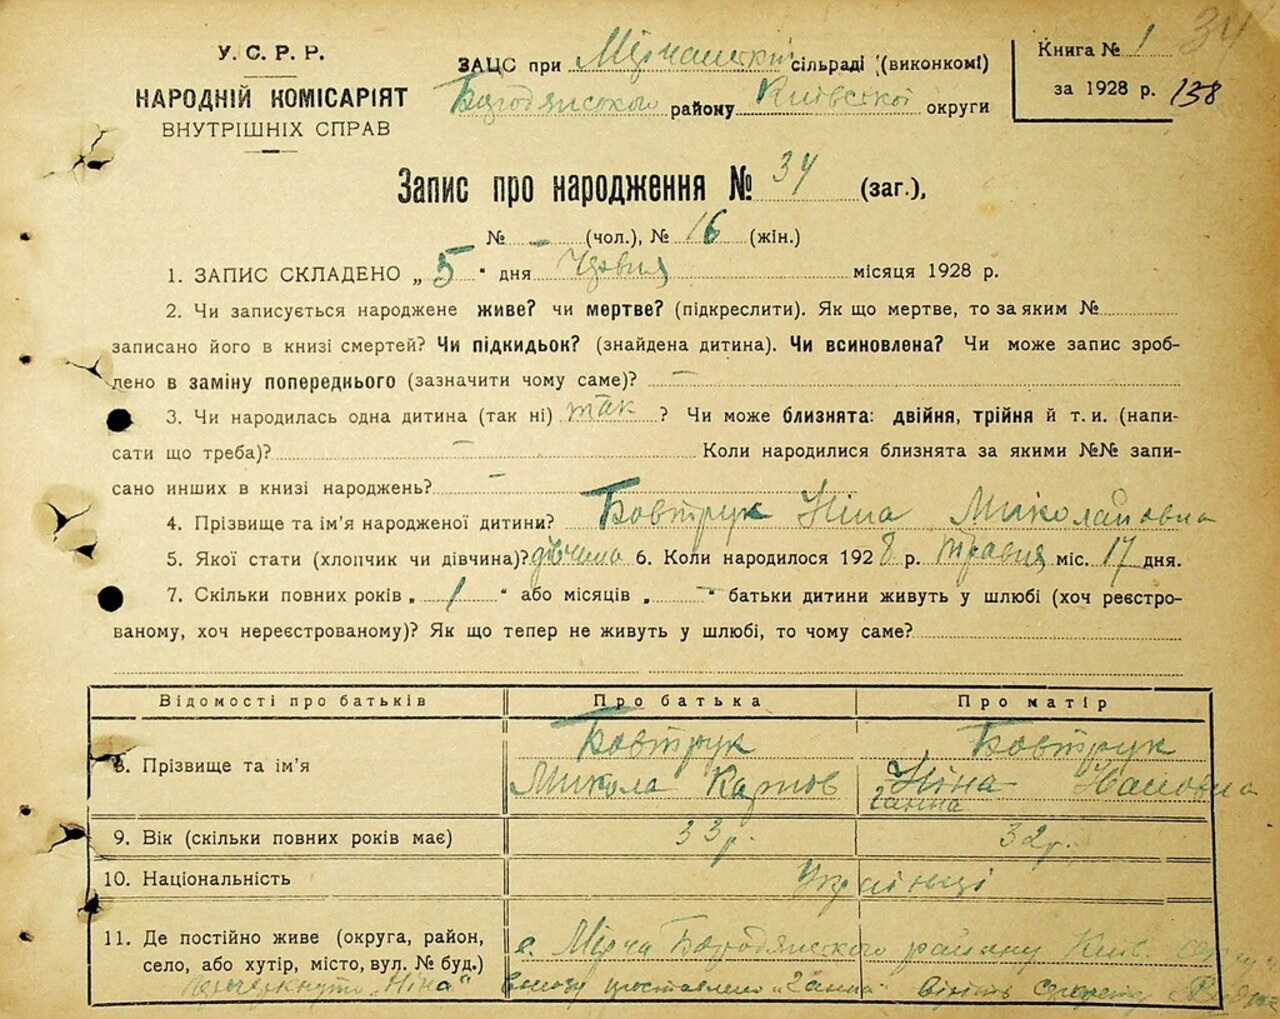 34
У. С. Р. Р.
НАРОДНІЙ КОМІСАРІЯТ
ВНУТРІШНІХ СПРАВ
ЗАЦС при Мірчанській сільраді (виконкомі)
Бородянського району Київської округи
Книга № 1
за 1928 р. 138
Запис про народження № 34 (заг.),
№ – (чол.), № 16 (жін.)
1. ЗАПИС СКЛАДЕНО „ 5 “ дня Червня місяця 1928 р.
2. Чи записується народжене живе? чи мертве? (підкреслити). Як що мертве, то за яким №
записано його в книзі смертей? Чи підкидьок? (знайдена дитина). Чи всиновлена? Чи може запис зроб-
лено в заміну попереднього (зазначити чому саме)? –
3. Чи народилась одна дитина (так ні) так ? Чи може близнята: двійня, трійня й т. и. (напи-
сати що треба)? – Коли народилися близнята за якими №№ запи-
сано инших в книзі народжень? –
4. Прізвище та ім'я народженої дитини? Бовтрук Ніна Миколаївна
5. Якої стати (хлопчик чи дівчина)? дівчина 6. Коли народилося 1928 р. травня міс. 17 дня.
7. Скільки повних років „ 1 “ або місяців „ – “ батьки дитини живуть у шлюбі (хоч реєстро-
ваному, хоч нереєстрованому)? Як що тепер не живуть у шлюбі, то чому саме?
Відомості про батьків Про батька Про матір
8. Прізвище та ім'я Бовтрук Микола Карпов Бовтрук Ніна Ганна
9. Вік (скільки повних років має) 33 р. 32 р.
10. Національність Українці
11. Де постійно живе (округа, район,
село, або хутір, місто, вул. № буд.) с. Мірча Бородянського району Київ. округи
"Ніна" "Ганна"